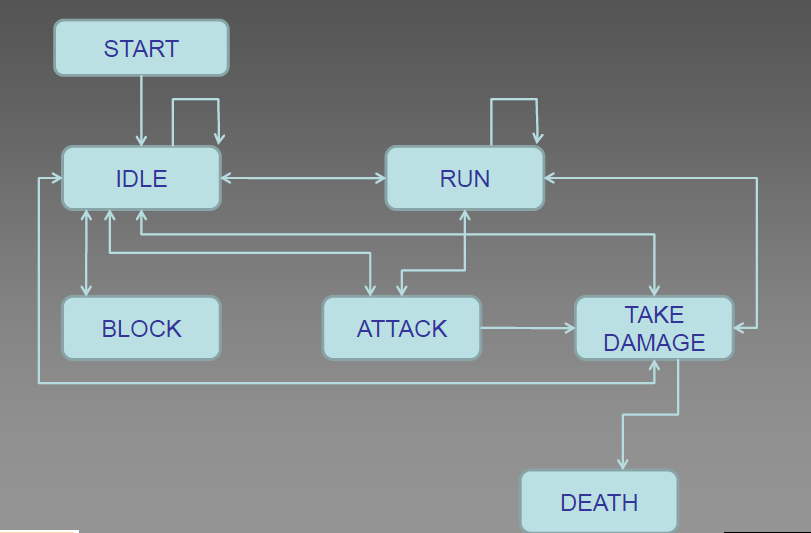 START
IDLE
RUN
BLOCK
ATTACK
TAKE
DAMAGE
DEATH